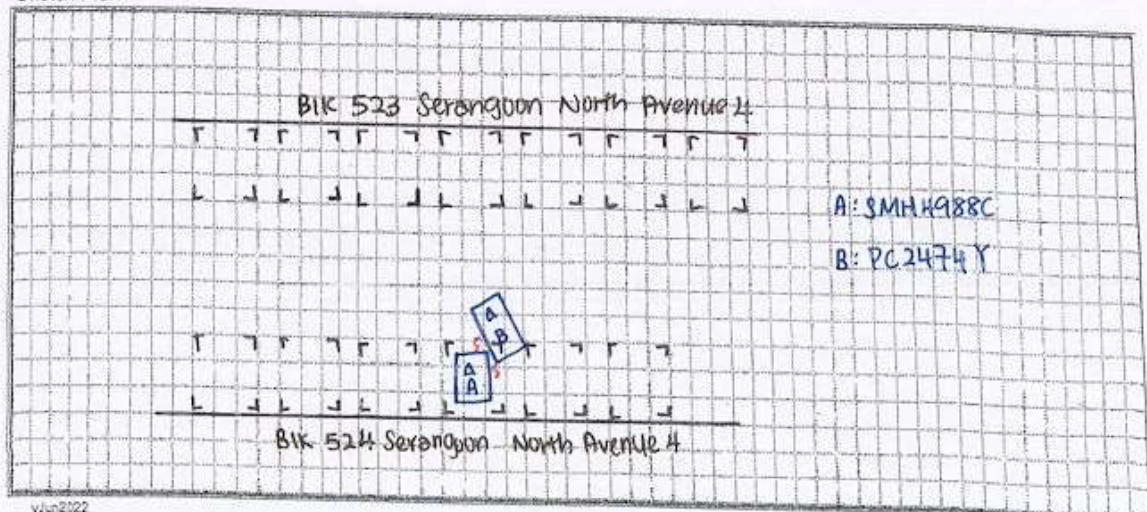 Blk 523 Serangoon North Avenue 4
A: SMH4988C
B: PC2474Y
A
B
A
Blk 524 Serangoon North Avenue 4
vJun2022